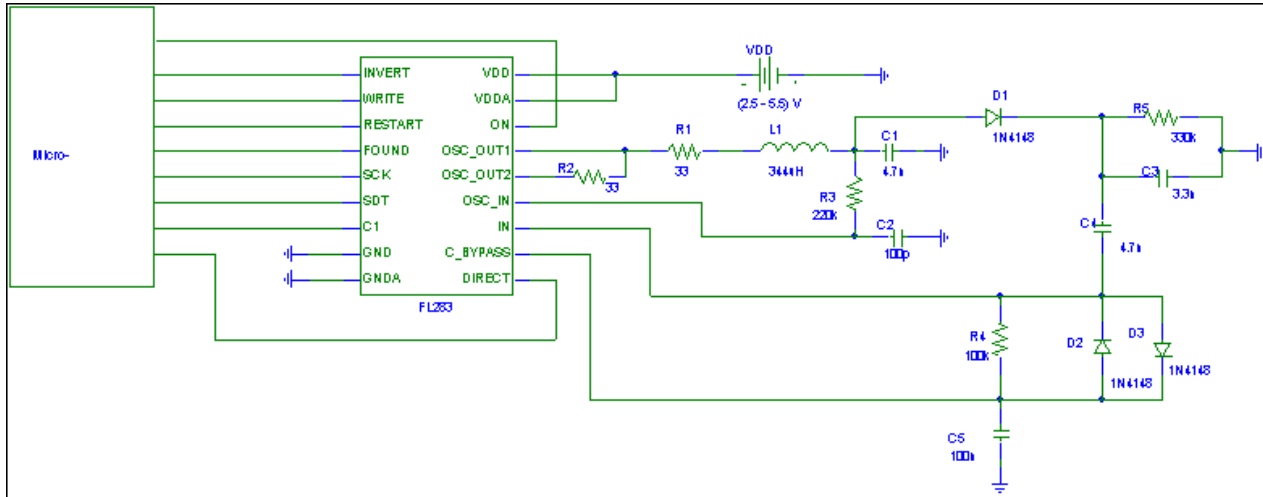 Micro-
INVERT
WRITE
RESTART
FOUND
SCK
SDT
C1
GND
GNDA
VDD
VDDA
ON
OSC_OUT1
OSC_OUT2
OSC_IN
IN
C_BYPASS
DIRECT
VDD
(2.5 - 5.5) V
R1
33
R2
33
L1
C1
4.7n
R3
220k
C2
100p
D1
1N4148
R5
330k
C3
3.3n
C4
4.7n
R4
100k
D2
1N4148
D3
1N4148
C5
100n